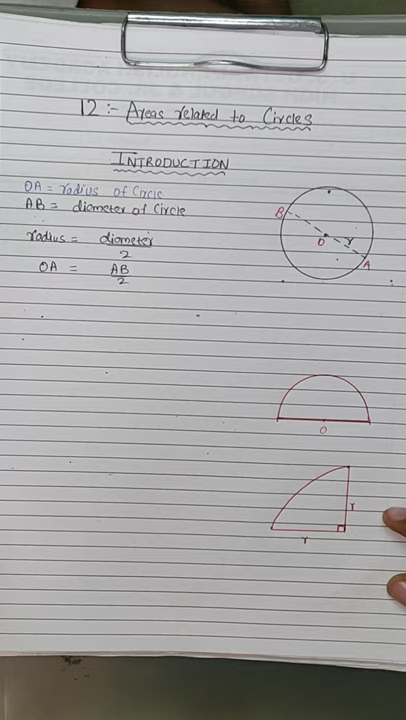 12 :- Areas related to Circles
INTRODUCTION
OA = radius of Circle
AB = diameter of Circle
radius = diameter
2
OA = AB
2
B
O
r
A
O
r
r